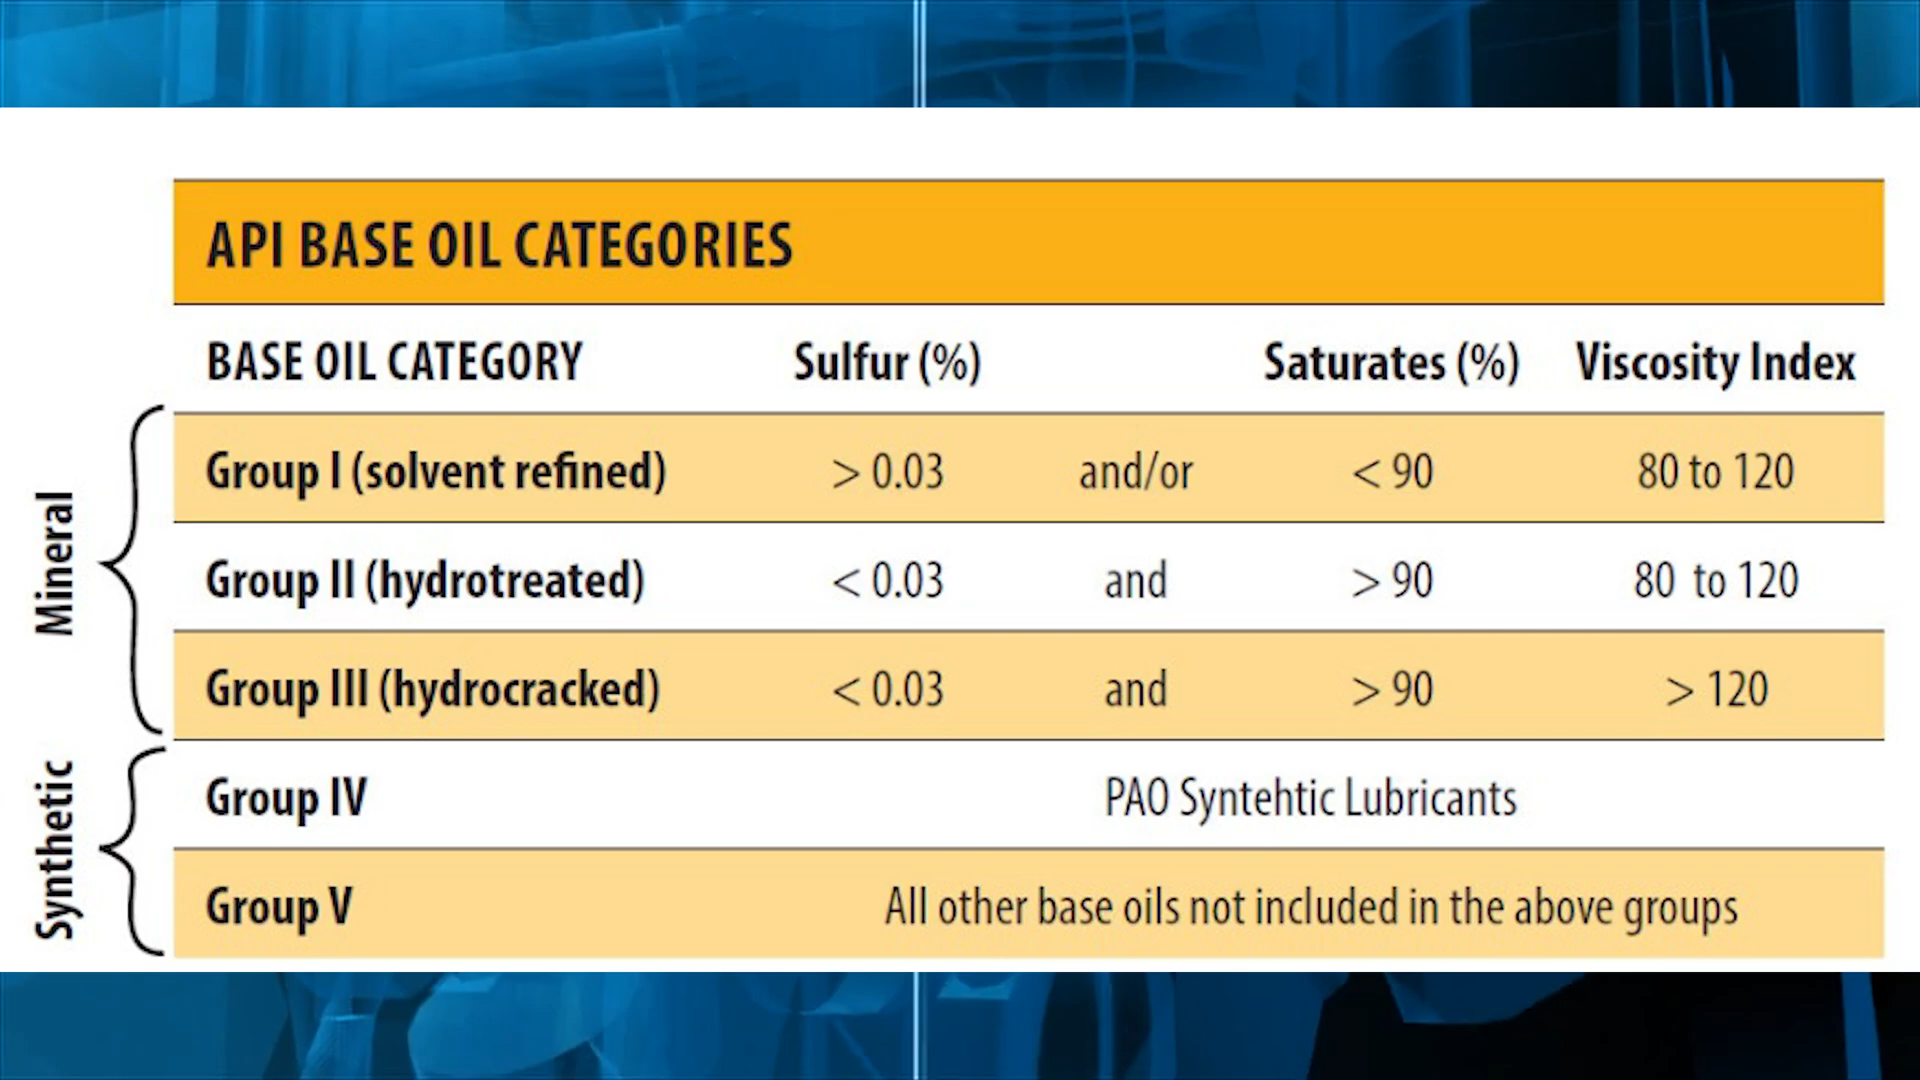 API BASE OIL CATEGORIES
BASE OIL CATEGORY Sulfur (%) Saturates (%) Viscosity Index
Mineral
Group I (solvent refined) > 0.03 and/or < 90 80 to 120
Group II (hydrotreated) < 0.03 and > 90 80 to 120
Group III (hydrocracked) < 0.03 and > 90 > 120
Synthetic
Group IV PAO Syntehtic Lubricants
Group V All other base oils not included in the above groups